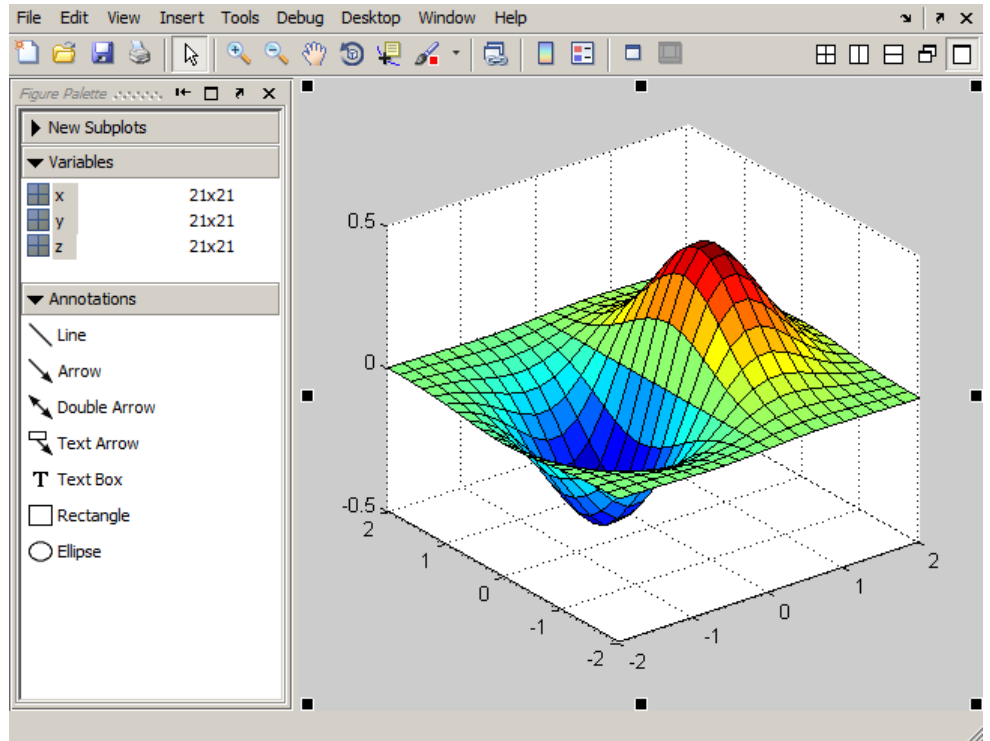 File Edit View Insert Tools Debug Desktop Window Help
Figure Palette
New Subplots
Variables
x 21x21
y 21x21
z 21x21
Annotations
Line
Arrow
Double Arrow
Text Arrow
T Text Box
Rectangle
Ellipse
0.5
0
-0.5
2
1
0
-1
-2
-2
-1
0
1
2